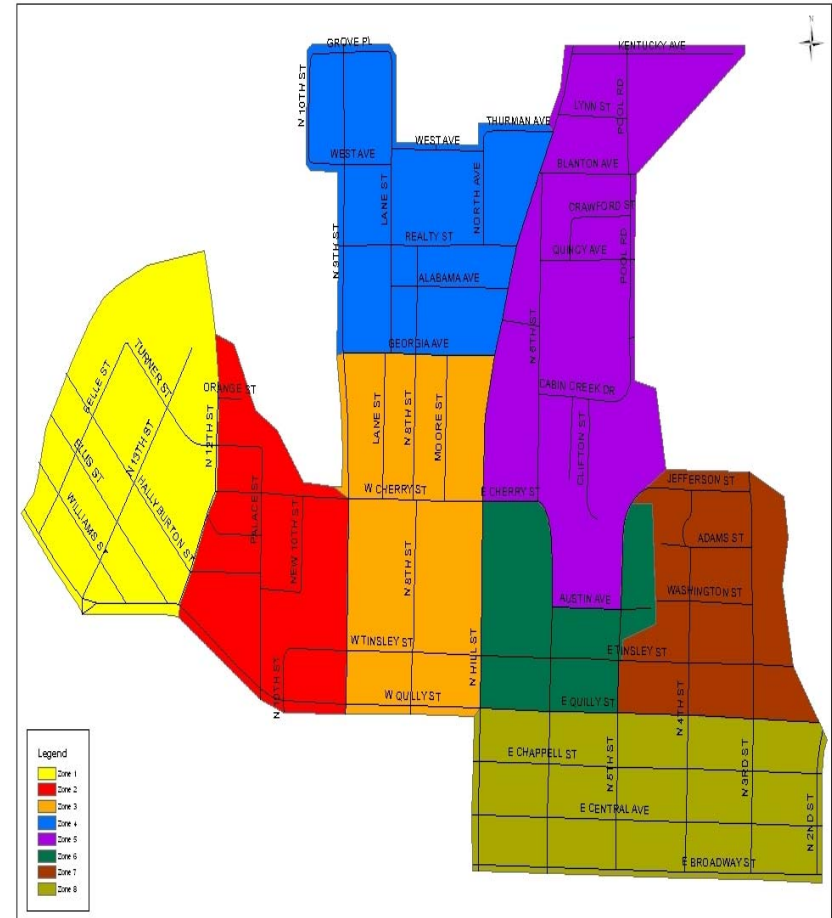 N
GROVE PL
KENTUCKY AVE
N 10TH ST
POOL RD
LYNN ST
THURMAN AVE
WEST AVE
WEST AVE
BLANTON AVE
LANE ST
NORTH AVE
CRAWFORD ST
REALTY ST
QUINCY AVE
N 9TH ST
POOL RD
ALABAMA AVE
N 5TH ST
GEORGIA AVE
TURNER ST
BELLE ST
ORANGE ST
CABIN CREEK DR
LANE ST
N 8TH ST
MOORE ST
CLIFTON ST
N 12TH ST
N 13TH ST
ELLIS ST
HALLYBURTON ST
WILLIAMS ST
PALACE ST
W CHERRY ST
E CHERRY ST
JEFFERSON ST
NEW 10TH ST
N 8TH ST
ADAMS ST
AUSTIN AVE
WASHINGTON ST
W TINSLEY ST
N HILL ST
E TINSLEY ST
N 10TH ST
W QUILLY ST
E QUILLY ST
N 4TH ST
E CHAPPELL ST
N 5TH ST
N 3RD ST
E CENTRAL AVE
N 2ND ST
E BROADWAY ST
Legend
Zone 1
Zone 2
Zone 3
Zone 4
Zone 5
Zone 6
Zone 7
Zone 8